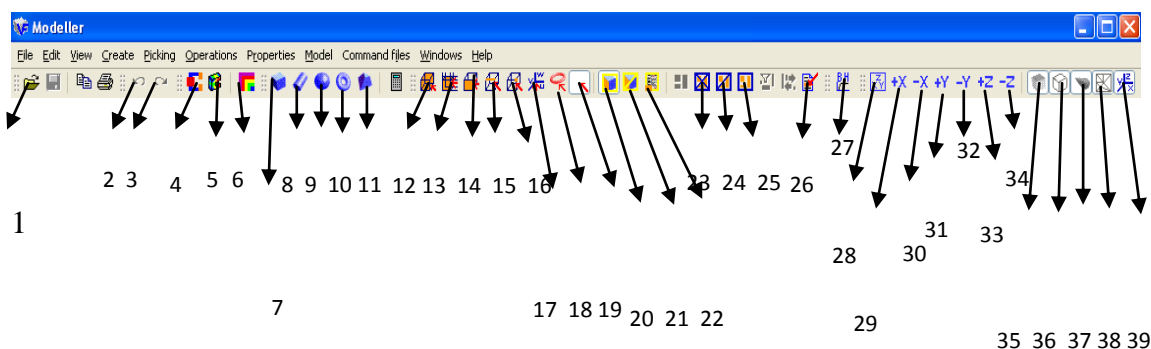 Modeller
File Edit View Create Picking Operations Properties Model Command files Windows Help
BH Z XY +X -X +Y -Y +Z -Z
27 32
2 3 4 5 6 8 9 10 11 12 13 14 15 16 23 24 25 26 34
1 31 33
28 30
7 17 18 19 20 21 22 29
35 36 37 38 39